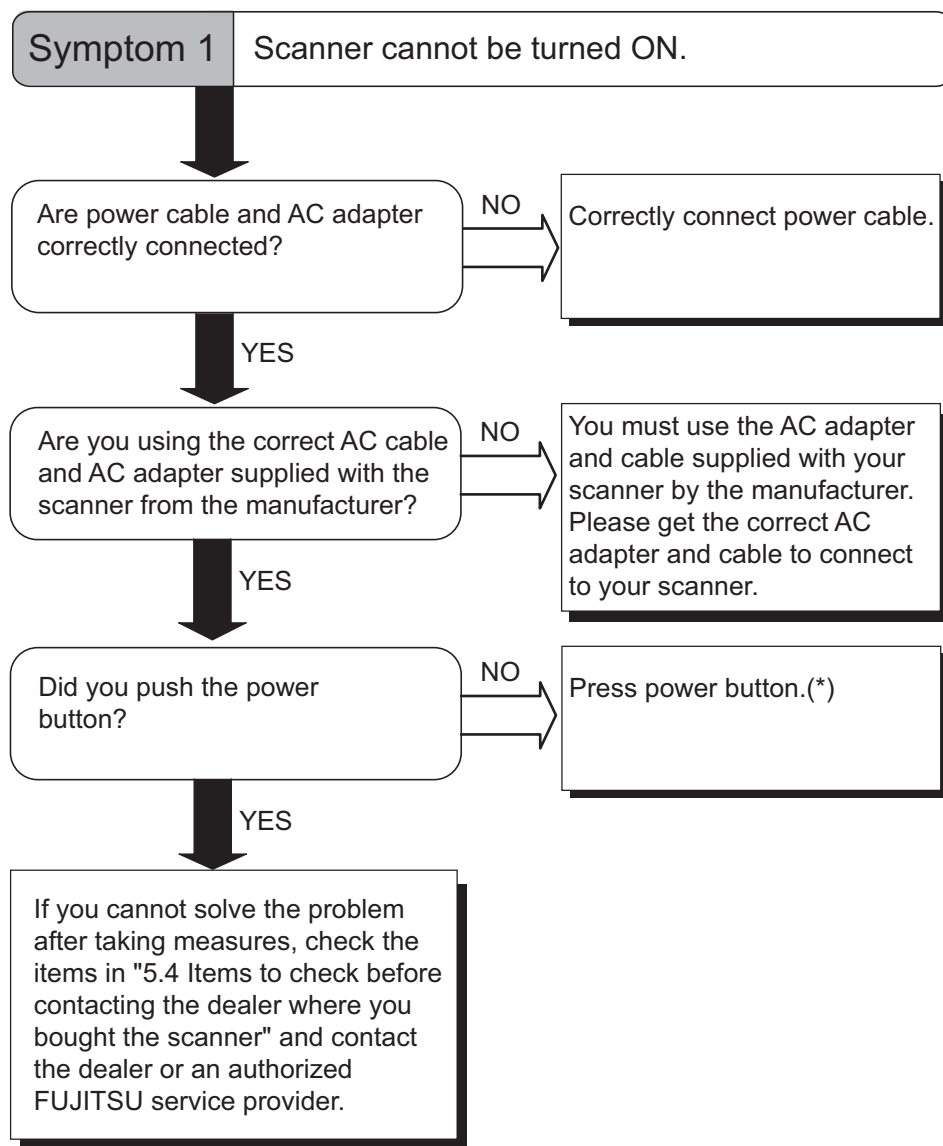 Symptom 1
Scanner cannot be turned ON.
Are power cable and AC adapter
correctly connected?
NO
Correctly connect power cable.
YES
Are you using the correct AC cable
and AC adapter supplied with the
scanner from the manufacturer?
NO
You must use the AC adapter
and cable supplied with your
scanner by the manufacturer.
Please get the correct AC
adapter and cable to connect
to your scanner.
YES
Did you push the power
button?
NO
Press power button.(*)
YES
If you cannot solve the problem
after taking measures, check the
items in "5.4 Items to check before
contacting the dealer where you
bought the scanner" and contact
the dealer or an authorized
FUJITSU service provider.